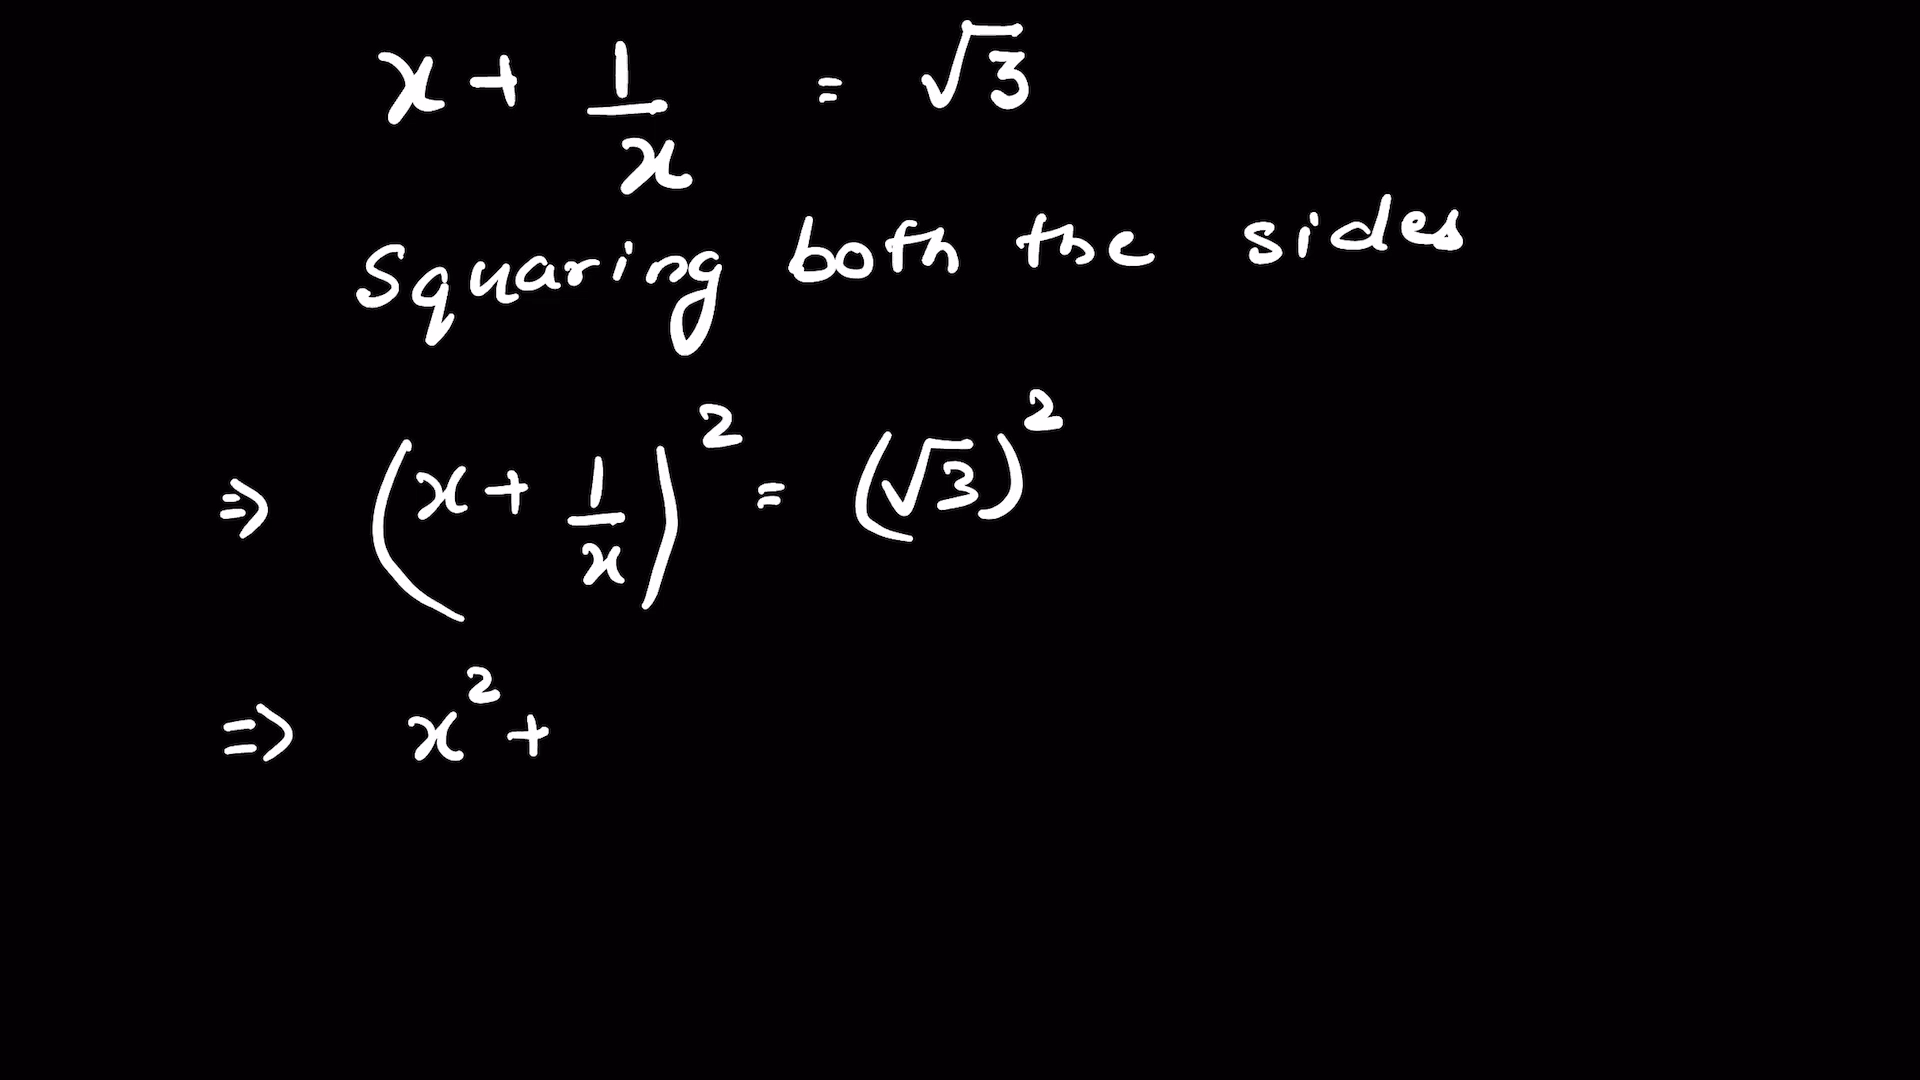 x + 1/x = √3
Squaring both the sides
⇒ (x + 1/x)² = (√3)²
⇒ x² +